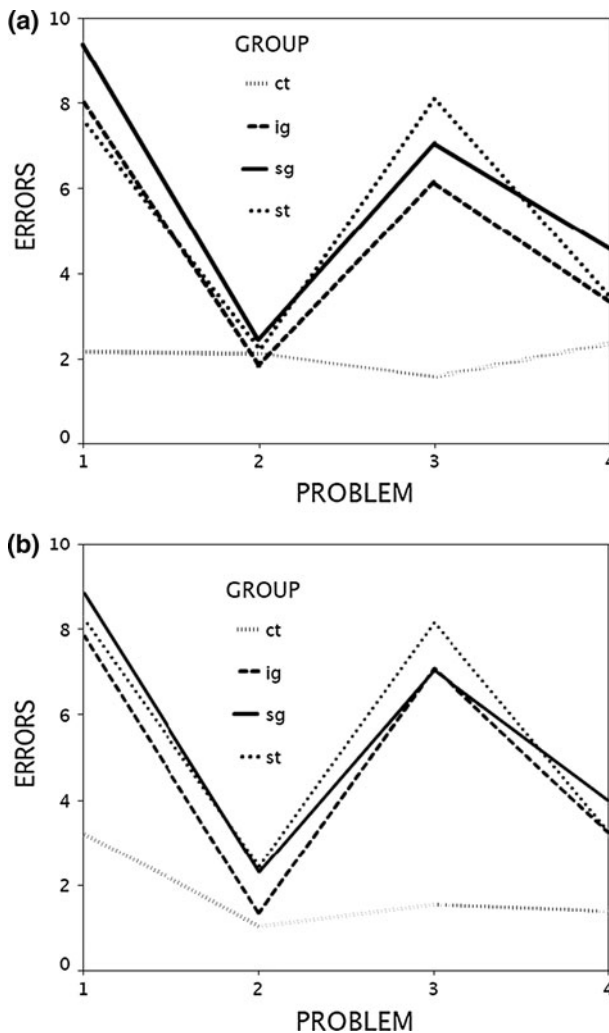 (a)
10
8
6
4
2
0
ERRORS
GROUP
ct
ig
sg
st
1 2 3 4
PROBLEM
(b)
10
8
6
4
2
0
ERRORS
GROUP
ct
ig
sg
st
1 2 3 4
PROBLEM